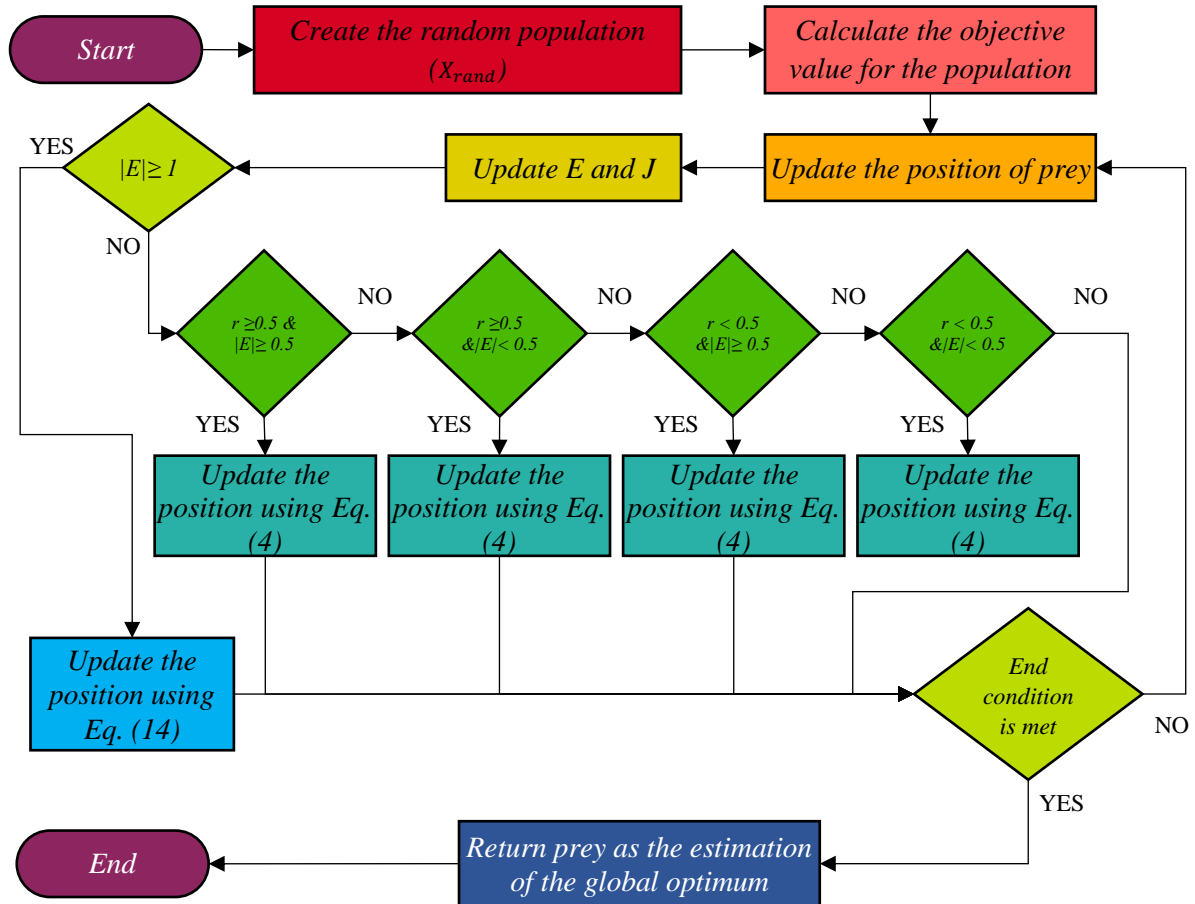 Start
Create the random population
(X_rand)
Calculate the objective
value for the population
YES
|E|≥ 1
Update E and J
Update the position of prey
NO
r ≥0.5 &
|E|≥ 0.5
NO
r ≥0.5
&|E|< 0.5
NO
r < 0.5
&|E|≥ 0.5
NO
r < 0.5
&|E|< 0.5
NO
YES
YES
YES
YES
Update the
position using Eq.
(4)
Update the
position using Eq.
(4)
Update the
position using Eq.
(4)
Update the
position using Eq.
(4)
Update the
position using
Eq. (14)
End
condition
is met
NO
YES
End
Return prey as the estimation
of the global optimum